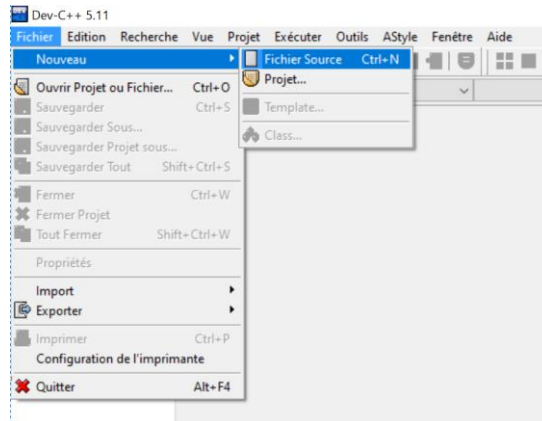 Dev-C++ 5.11
Fichier Edition Recherche Vue Projet Exécuter Outils AStyle Fenêtre Aide
Nouveau
Fichier Source Ctrl+N
Projet...
Template...
Class...
Ouvrir Projet ou Fichier... Ctrl+O
Sauvegarder Ctrl+S
Sauvegarder Sous...
Sauvegarder Projet sous...
Sauvegarder Tout Shift+Ctrl+S
Fermer Ctrl+W
Fermer Projet
Tout Fermer Shift+Ctrl+W
Propriétés
Import
Exporter
Imprimer Ctrl+P
Configuration de l'imprimante
Quitter Alt+F4